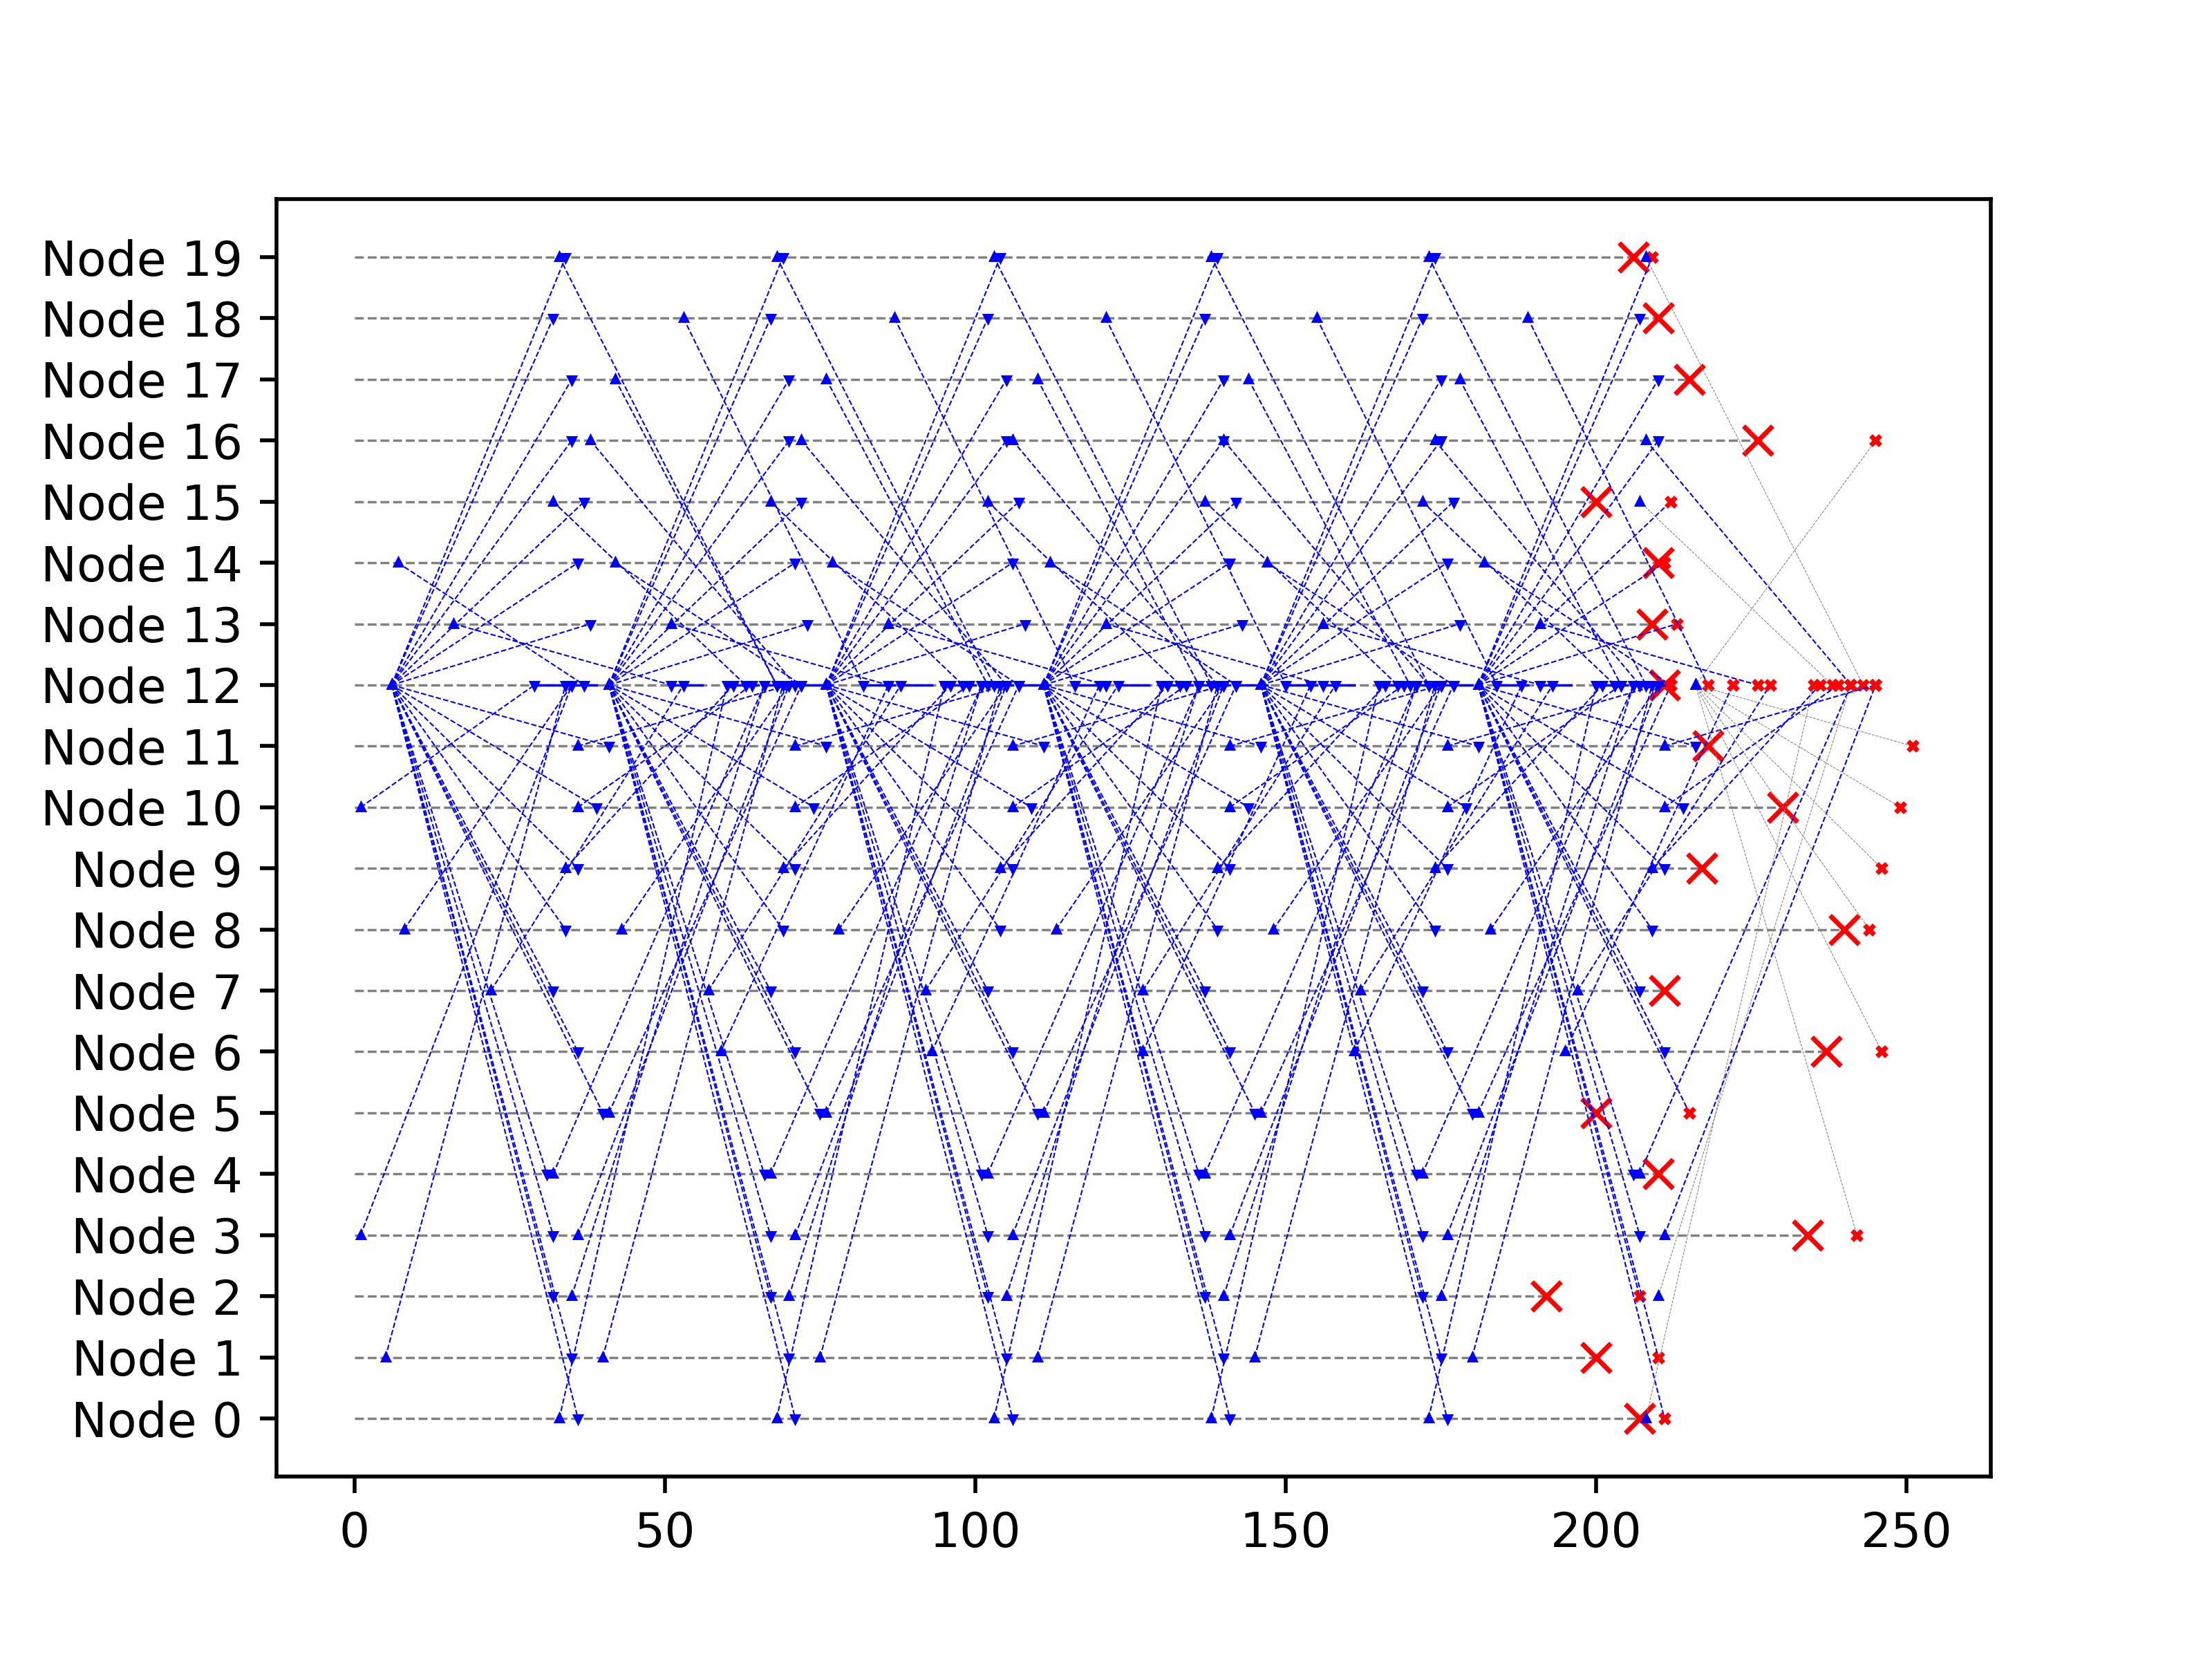 Node 19
Node 18
Node 17
Node 16
Node 15
Node 14
Node 13
Node 12
Node 11
Node 10
Node 9
Node 8
Node 7
Node 6
Node 5
Node 4
Node 3
Node 2
Node 1
Node 0
0 50 100 150 200 250